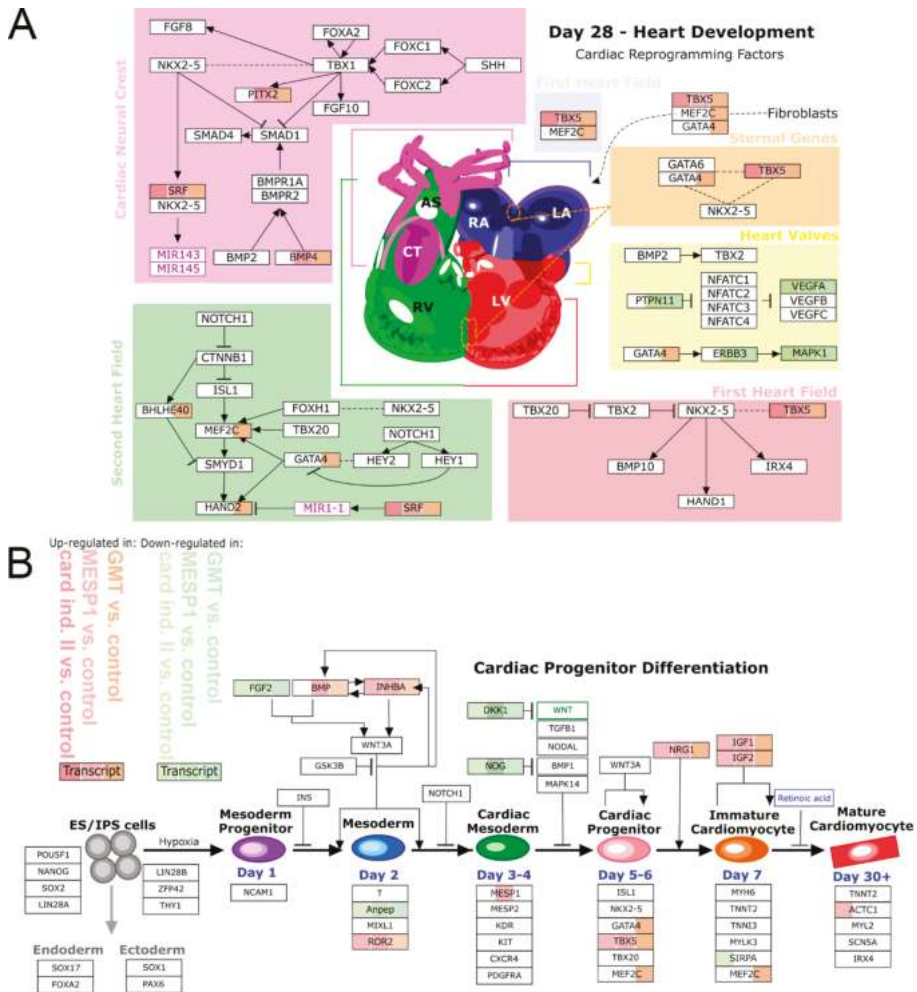 A
Day 28 - Heart Development
Cardiac Reprogramming Factors
Cardiac Neural Crest
FGF8
FOXA2
NKX2-5
TBX1
FOXC1
SHH
FOXC2
PITX2
FGF10
SMAD4
SMAD1
BMPR1A
BMPR2
SRF
NKX2-5
MIR143
MIR145
BMP2
BMP4
First Heart Field
TBX5
MEF2C
TBX5
MEF2C
GATA4
Fibroblasts
Sternal Genes
GATA6
GATA4
TBX5
NKX2-5
AS
RA
LA
CT
RV
LV
Heart Valves
BMP2
TBX2
PTPN11
NFATC1
NFATC2
NFATC3
NFATC4
VEGFA
VEGFB
VEGFC
GATA4
ERBB3
MAPK1
Second Heart Field
NOTCH1
CTNNB1
ISL1
BHLHE40
MEF2C
FOXH1
NKX2-5
TBX20
NOTCH1
SMYD1
GATA4
HEY2
HEY1
HAND2
MIR1-1
SRF
First Heart Field
TBX20
TBX2
NKX2-5
TBX5
BMP10
IRX4
HAND1
B
Up-regulated in: Down-regulated in:
card ind. II vs. control
MESP1 vs. control
GMT vs. control
card ind. II vs. control
MESP1 vs. control
GMT vs. control
Transcript
Transcript
Cardiac Progenitor Differentiation
FGF2
BMP
INHBA
WNT3A
GSK3B
INS
NOTCH1
DKK1
WNT
TGFB1
NODAL
NOG
BMP1
MAPK14
WNT3A
NRG1
IGF1
IGF2
Retinoic acid
ES/IPS cells
Hypoxia
Mesoderm
Progenitor
Mesoderm
Cardiac
Mesoderm
Cardiac
Progenitor
Immature
Cardiomyocyte
Mature
Cardiomyocyte
Day 1
Day 2
Day 3-4
Day 5-6
Day 7
Day 30+
POU5F1
NANOG
SOX2
LIN28A
LIN28B
ZFP42
THY1
NCAM1
T
Anpep
MIXL1
ROR2
MESP1
MESP2
KDR
KIT
CXCR4
PDGFRA
ISL1
NKX2-5
GATA4
TBX5
TBX20
MEF2C
MYH6
TNNT2
TNNI3
MYLK3
SIRPA
MEF2C
TNNT2
ACTC1
MYL2
SCN5A
IRX4
Endoderm
Ectoderm
SOX17
FOXA2
SOX1
PAX6